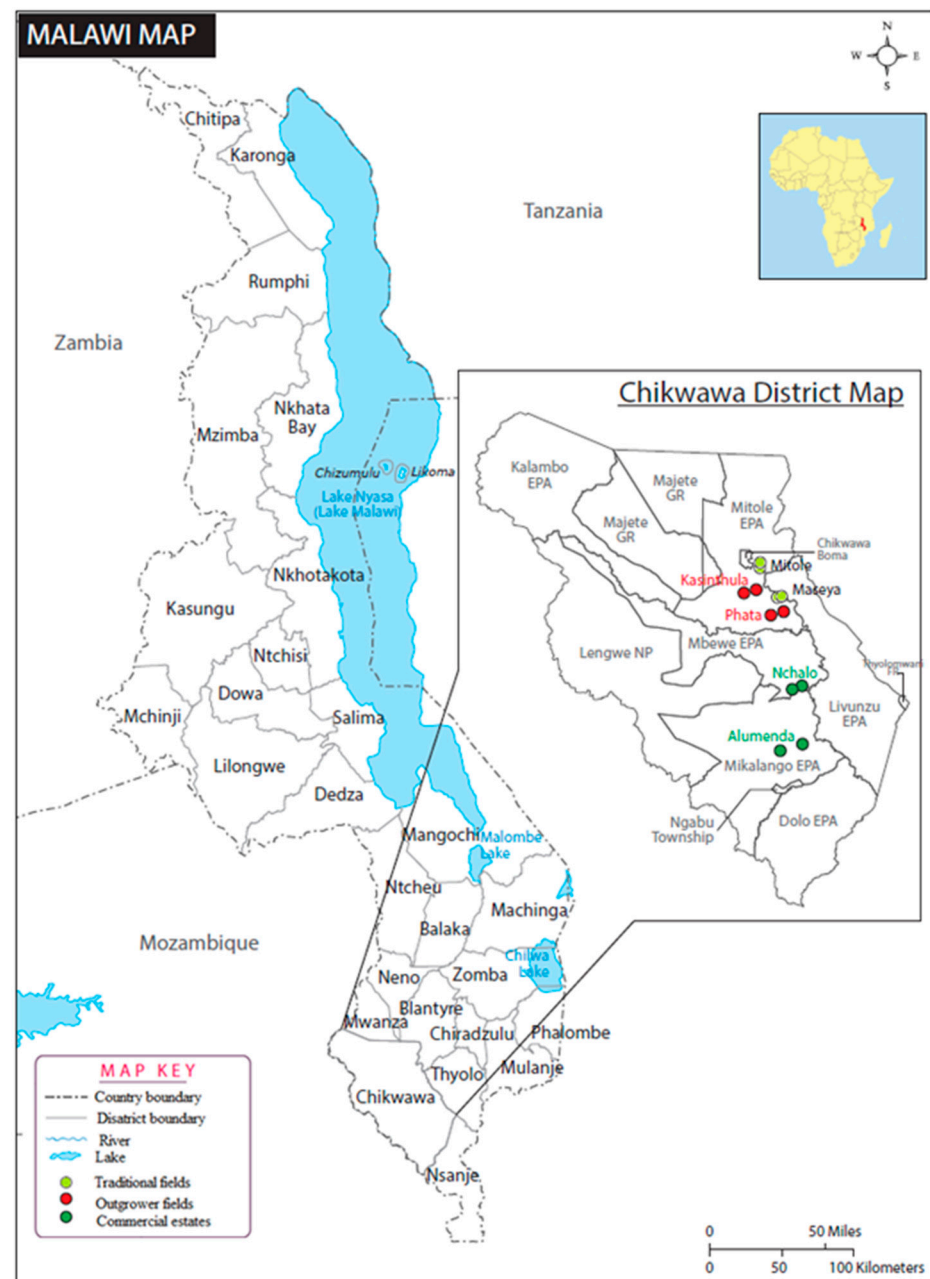 MALAWI MAP
N
W
E
S
Chitipa
Karonga
Tanzania
Rumphi
Zambia
Chikwawa District Map
Nkhata
Bay
Mzimba
Chizumulu
Likoma
Lake Nyasa
(Lake Malawi)
Kalambo
EPA
Majete
GR
Mitole
EPA
Majete
GR
Chikwawa
Boma
Mitole
Kasinthula
Maseya
Phata
Mbewe EPA
Lengwe NP
Thyolomwani
FR
Nchalo
Livunzu
EPA
Alumenda
Mikalango EPA
Ngabu
Township
Dolo EPA
Nkhotakota
Kasungu
Ntchisi
Dowa
Mchinji
Salima
Lilongwe
Dedza
Mangochi
Malombe
Lake
Ntcheu
Machinga
Balaka
Mozambique
Chilwa
Lake
Neno
Zomba
Blantyre
Mwanza
Chiradzulu
Phalombe
Thyolo
Mulanje
Chikwawa
Nsanje
MAP KEY
Country boundary
Disatrict boundary
River
Lake
Traditional fields
Outgrower fields
Commercial estates
0 50 Miles
0 50 100 Kilometers